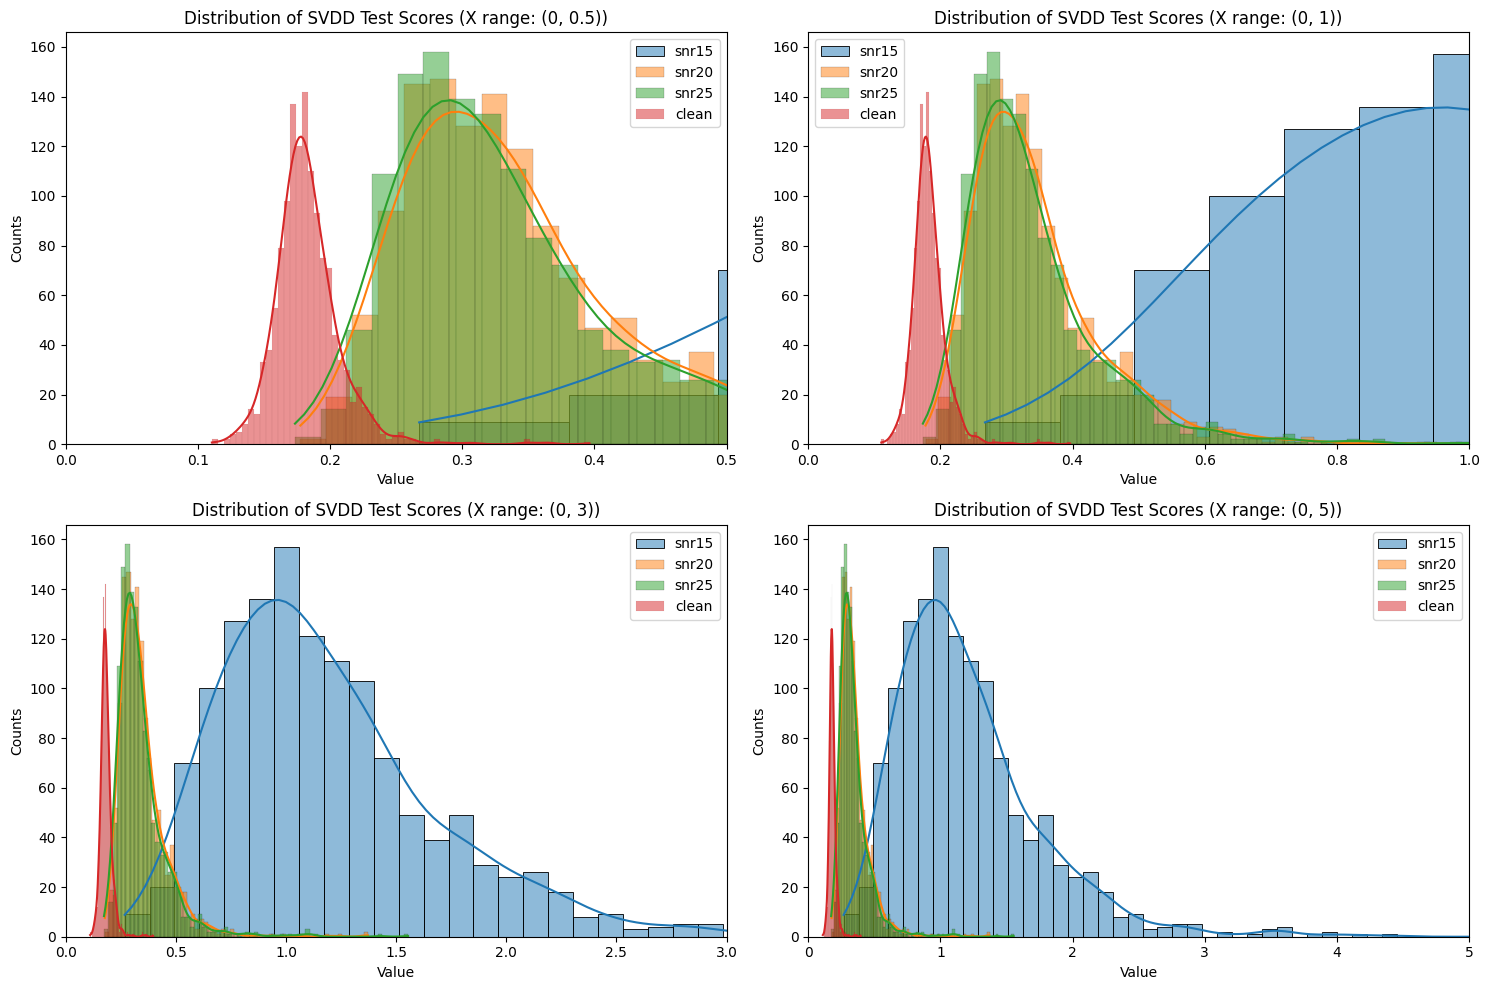 Distribution of SVDD Test Scores (X range: (0, 0.5))
160
140
120
100
80
60
40
20
0
Counts
snr15
snr20
snr25
clean
0.0 0.1 0.2 0.3 0.4 0.5
Value
Distribution of SVDD Test Scores (X range: (0, 1))
160
140
120
100
80
60
40
20
0
Counts
snr15
snr20
snr25
clean
0.0 0.2 0.4 0.6 0.8 1.0
Value
Distribution of SVDD Test Scores (X range: (0, 3))
160
140
120
100
80
60
40
20
0
Counts
snr15
snr20
snr25
clean
0.0 0.5 1.0 1.5 2.0 2.5 3.0
Value
Distribution of SVDD Test Scores (X range: (0, 5))
160
140
120
100
80
60
40
20
0
Counts
snr15
snr20
snr25
clean
0 1 2 3 4 5
Value